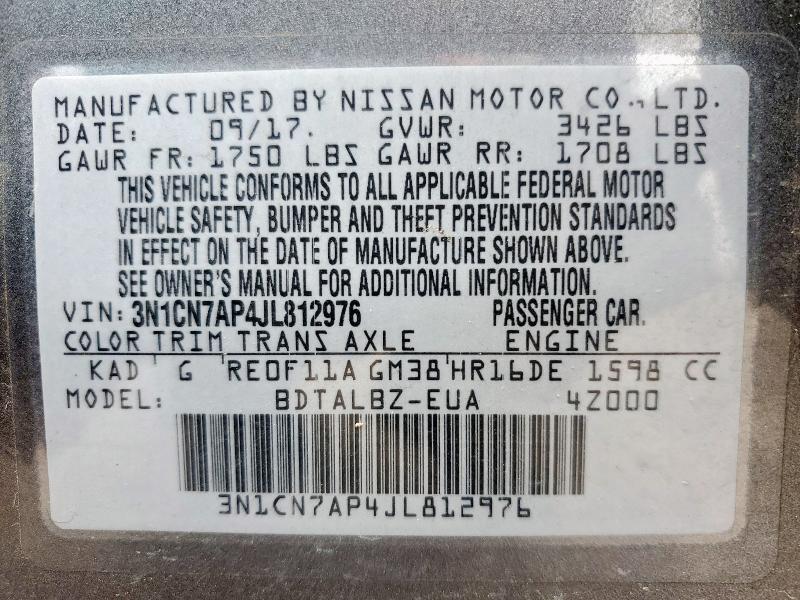 MANUFACTURED BY NISSAN MOTOR CO., LTD.
DATE: 09/17. GVWR: 3426 LBS
GAWR FR: 1750 LBS GAWR RR: 1708 LBS
THIS VEHICLE CONFORMS TO ALL APPLICABLE FEDERAL MOTOR
VEHICLE SAFETY, BUMPER AND THEFT PREVENTION STANDARDS
IN EFFECT ON THE DATE OF MANUFACTURE SHOWN ABOVE.
SEE OWNER'S MANUAL FOR ADDITIONAL INFORMATION.
VIN: 3N1CN7AP4JL812976 PASSENGER CAR.
COLOR TRIM TRANS AXLE ENGINE
KAD G RE0F11A GM38 HR16DE 1598 CC
MODEL: BDTALBZ-EUA 4Z000
3N1CN7AP4JL812976